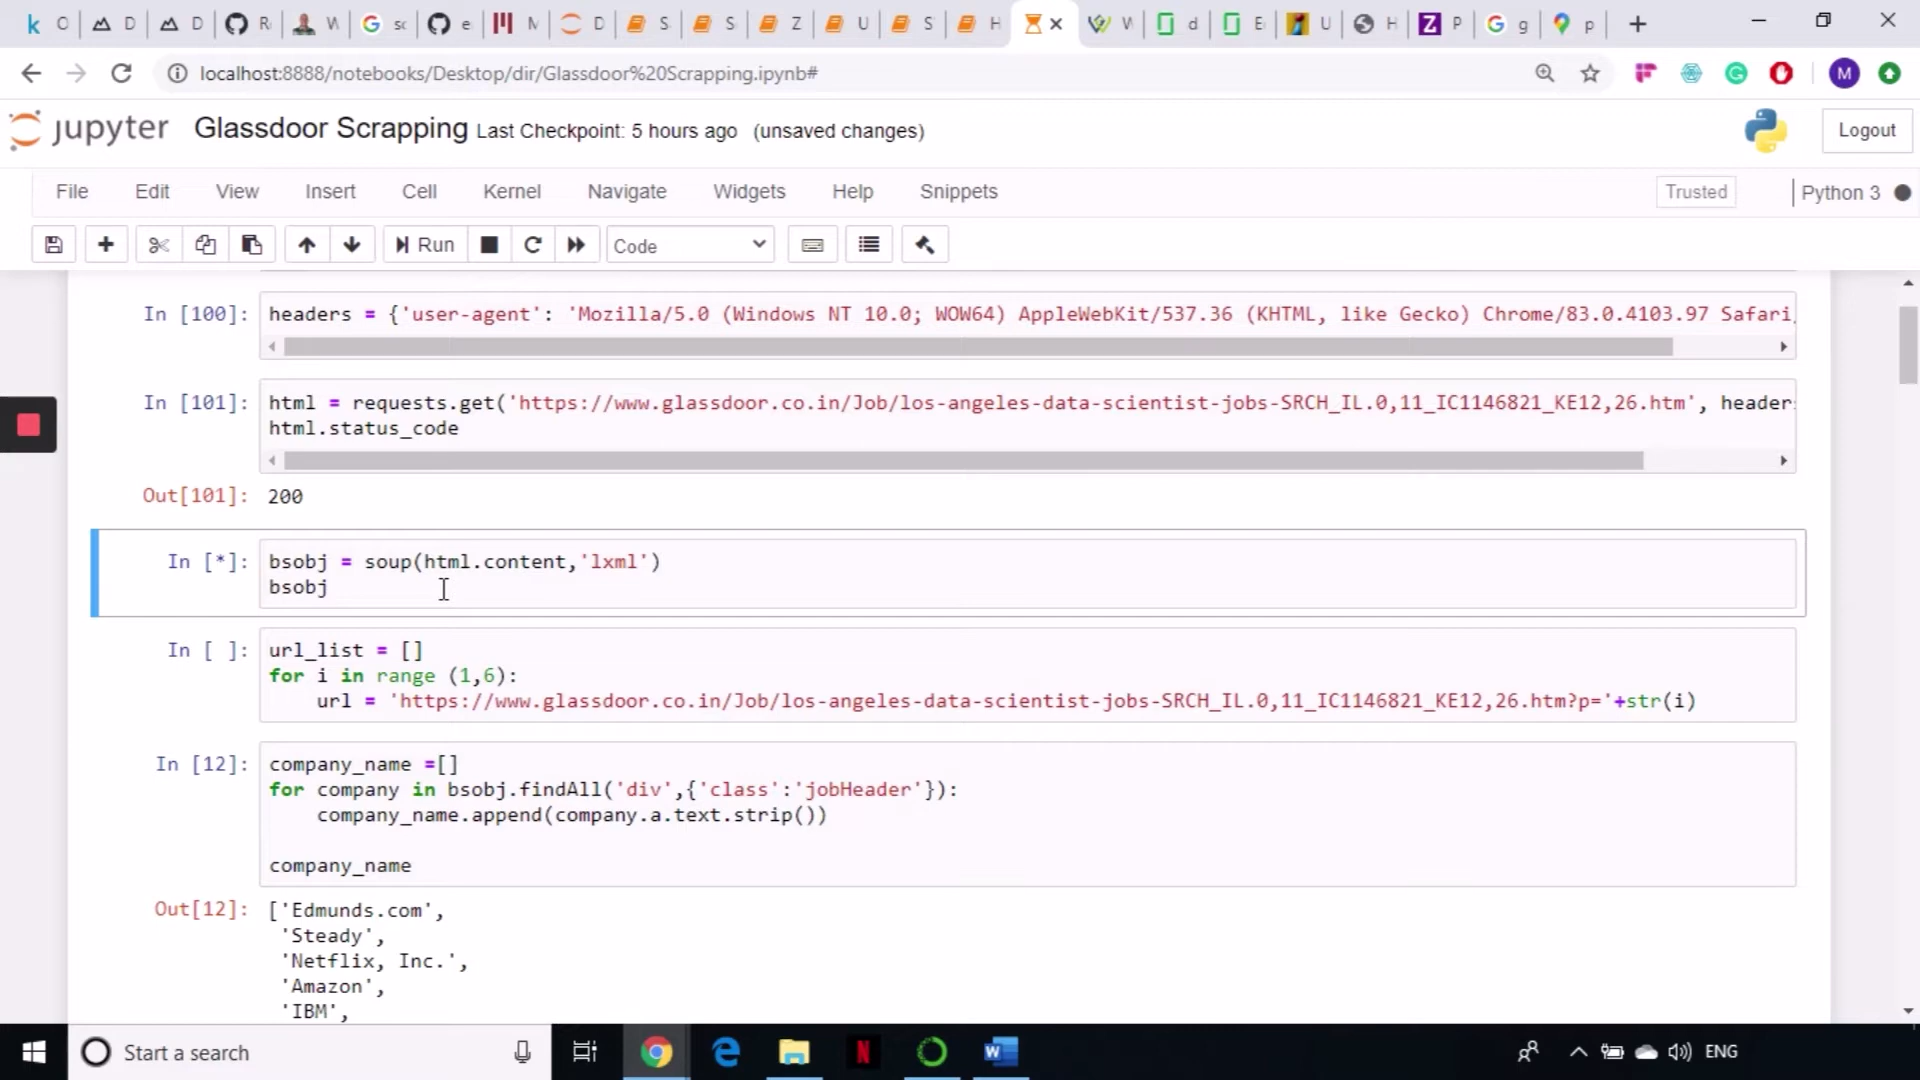 k C D D R W G sc e M D S S Z U S H W d E U H Z P G g p
localhost:8888/notebooks/Desktop/dir/Glassdoor%20Scrapping.ipynb#
M
jupyter Glassdoor Scrapping Last Checkpoint: 5 hours ago (unsaved changes)
Logout
File Edit View Insert Cell Kernel Navigate Widgets Help Snippets
Trusted Python 3
Run Code
In [100]: headers = {'user-agent': 'Mozilla/5.0 (Windows NT 10.0; WOW64) AppleWebKit/537.36 (KHTML, like Gecko) Chrome/83.0.4103.97 Safari
In [101]: html = requests.get('https://www.glassdoor.co.in/Job/los-angeles-data-scientist-jobs-SRCH_IL.0,11_IC1146821_KE12,26.htm', header
html.status_code
Out[101]: 200
In [*]: bsobj = soup(html.content,'lxml')
bsobj
In [ ]: url_list = []
for i in range (1,6):
url = 'https://www.glassdoor.co.in/Job/los-angeles-data-scientist-jobs-SRCH_IL.0,11_IC1146821_KE12,26.htm?p='+str(i)
In [12]: company_name =[]
for company in bsobj.findAll('div',{'class':'jobHeader'}):
company_name.append(company.a.text.strip())
company_name
Out[12]: ['Edmunds.com',
'Steady',
'Netflix, Inc.',
'Amazon',
'IBM',
Start a search
N
W
ENG